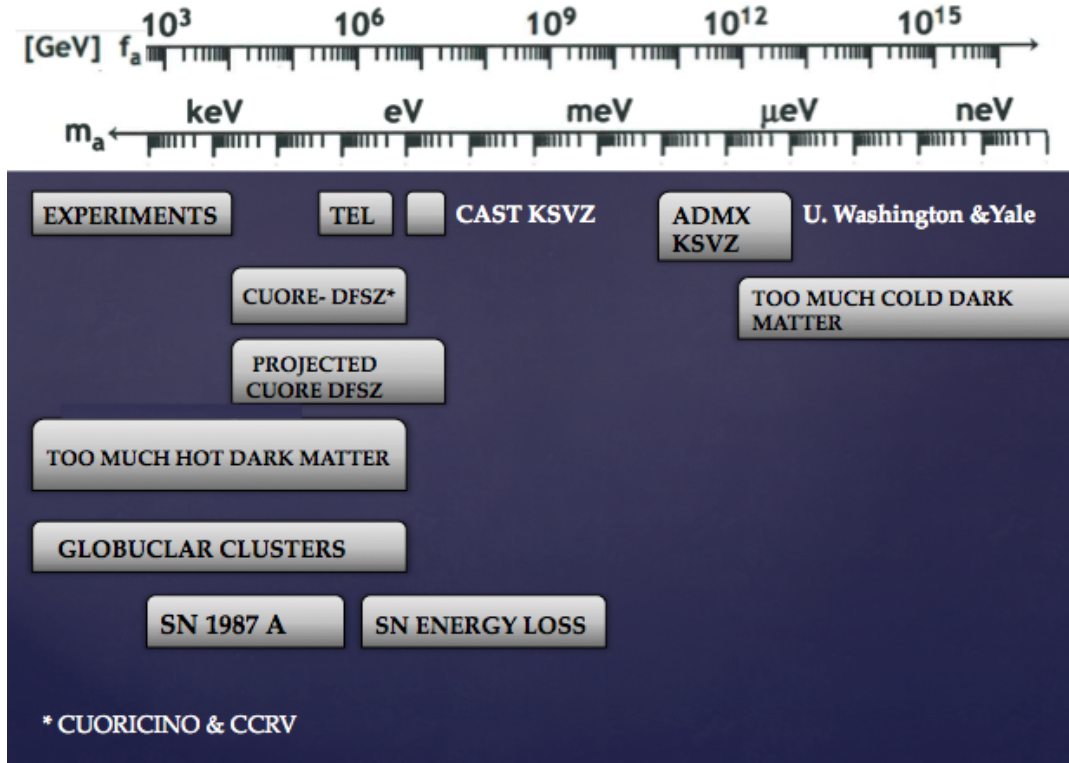 10³ 10⁶ 10⁹ 10¹² 10¹⁵
[GeV] fₐ
keV eV meV μeV neV
mₐ
EXPERIMENTS TEL CAST KSVZ ADMX U. Washington &Yale
KSVZ
CUORE- DFSZ*
TOO MUCH COLD DARK
MATTER
PROJECTED
CUORE DFSZ
TOO MUCH HOT DARK MATTER
GLOBUCLAR CLUSTERS
SN 1987 A SN ENERGY LOSS
* CUORICINO & CCRV